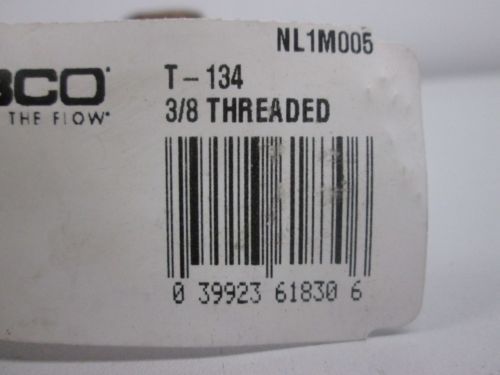 NL1M005
BCO®
T-134
THE FLOW®
3/8 THREADED
0 39923 61830 6